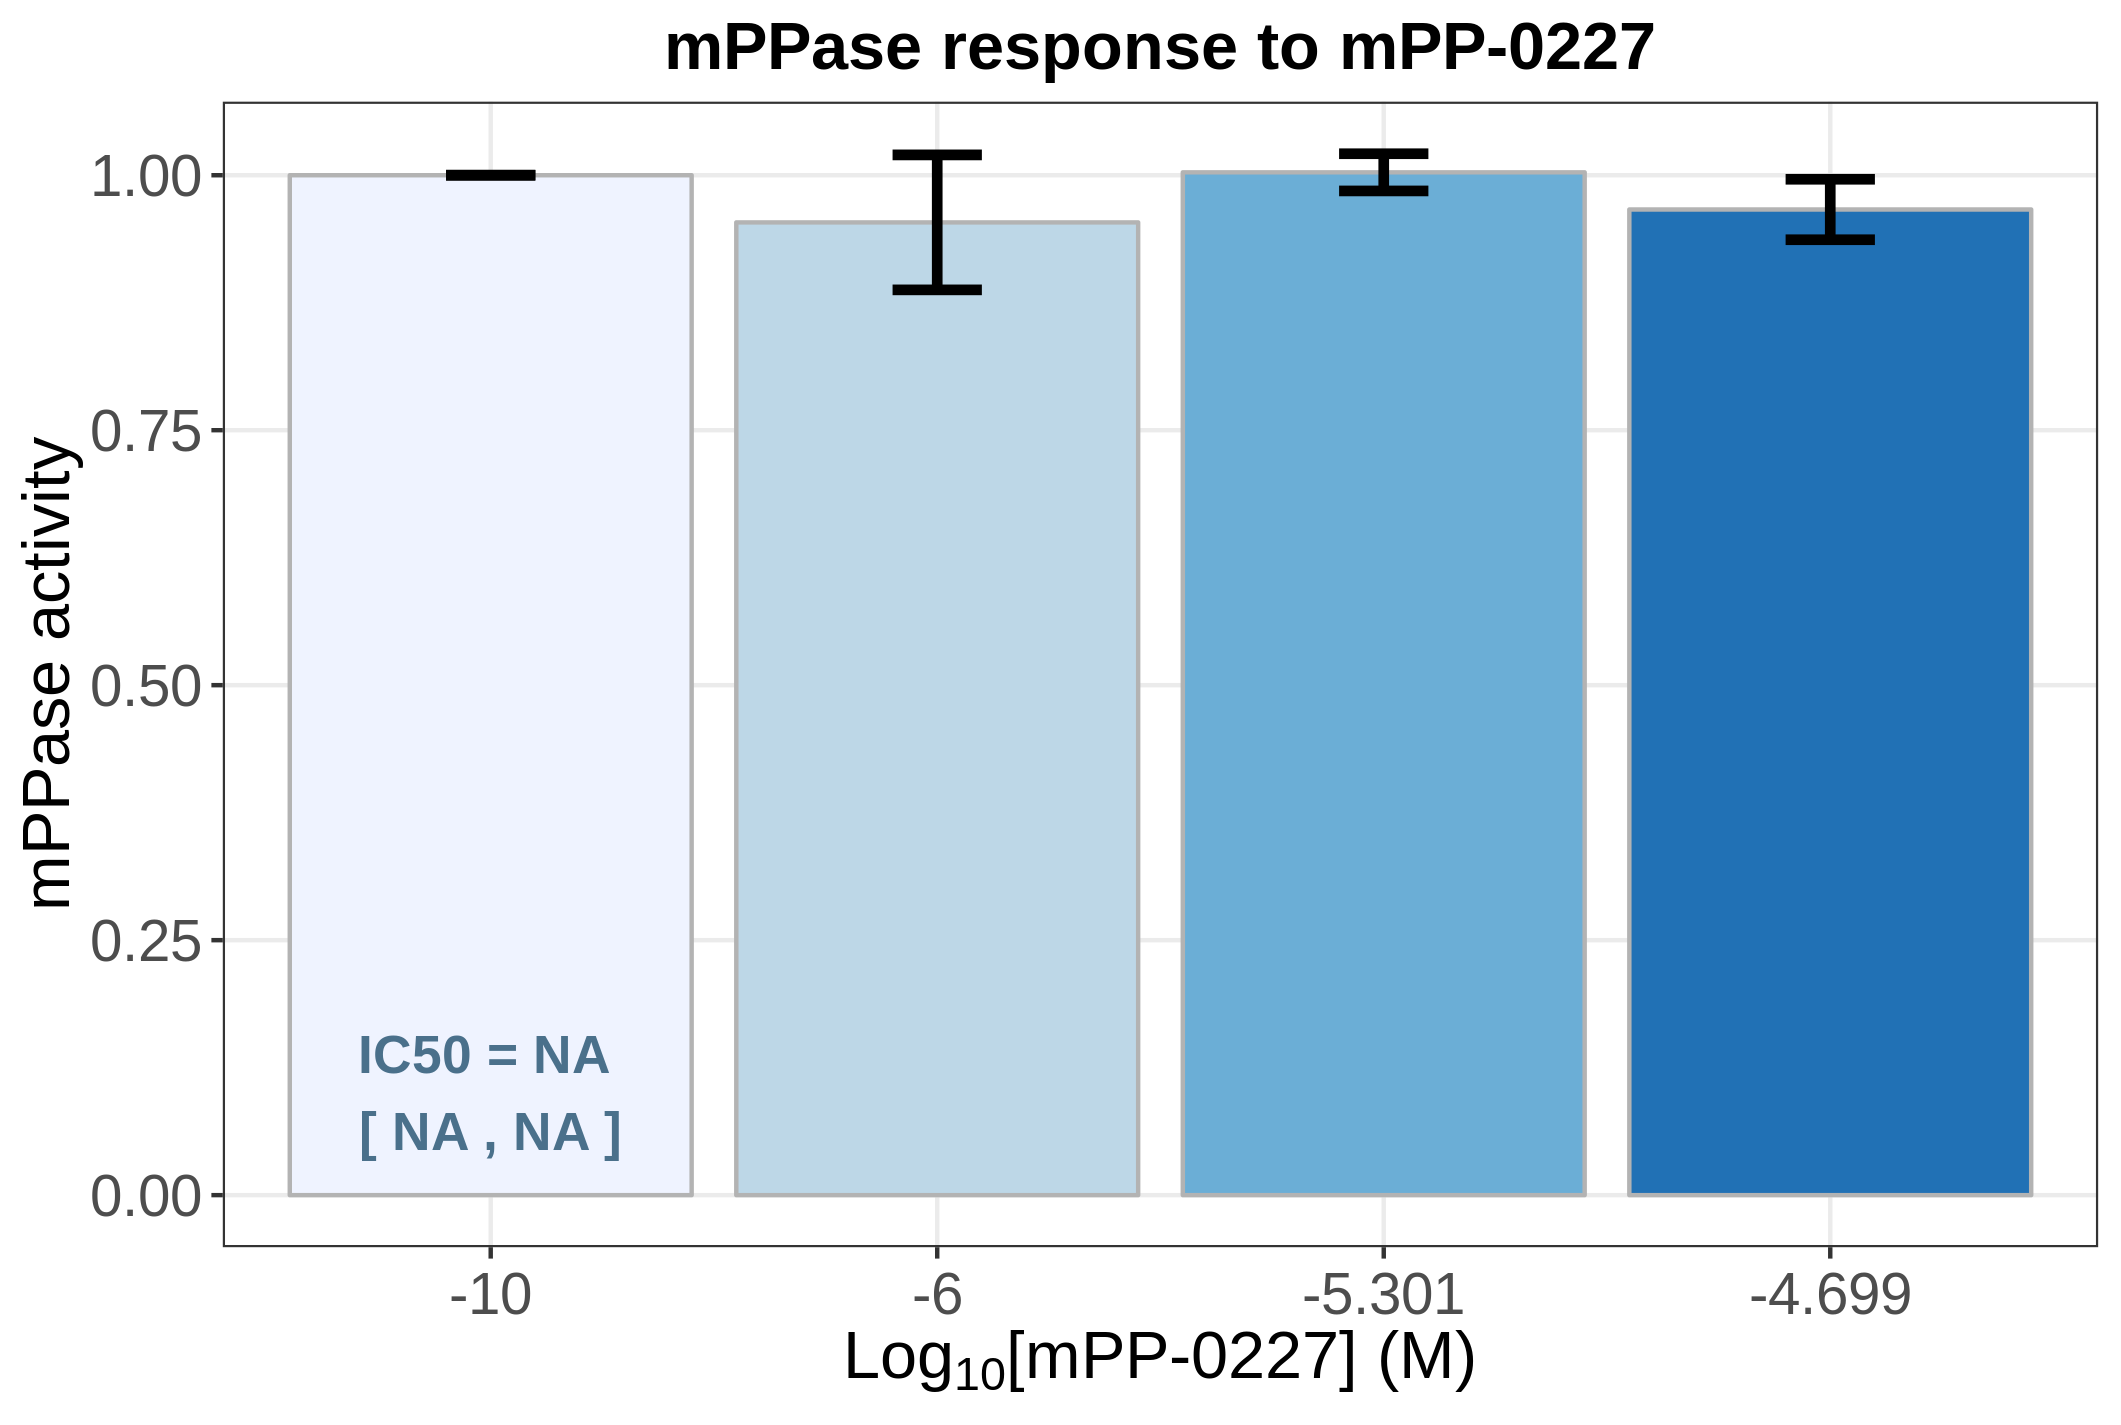 mPPase response to mPP-0227
mPPase activity
1.00
0.75
0.50
0.25
0.00
IC50 = NA
[ NA , NA ]
-10
-6
-5.301
-4.699
Log₁₀[mPP-0227] (M)